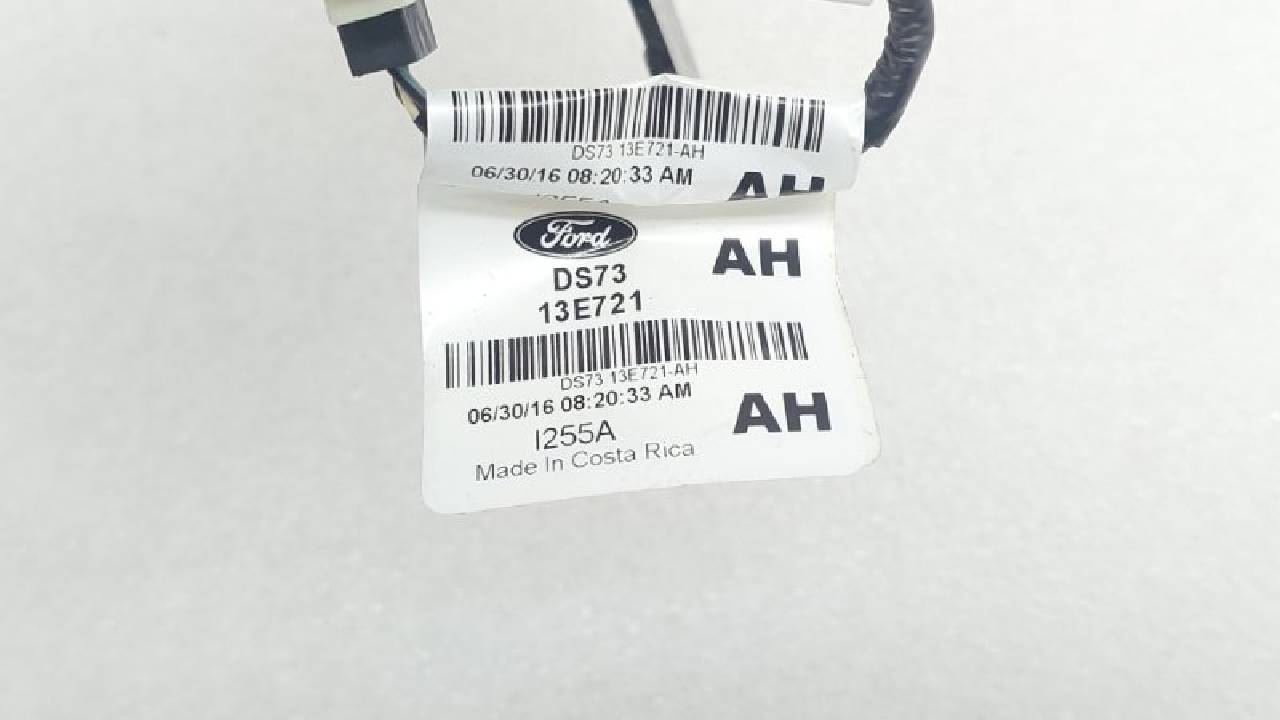 DS73 13E721-AH
06/30/16 08:20:33 AM
AH
Ford
DS73
13E721
AH
DS73 13E721-AH
06/30/16 08:20:33 AM
AH
I255A
Made In Costa Rica